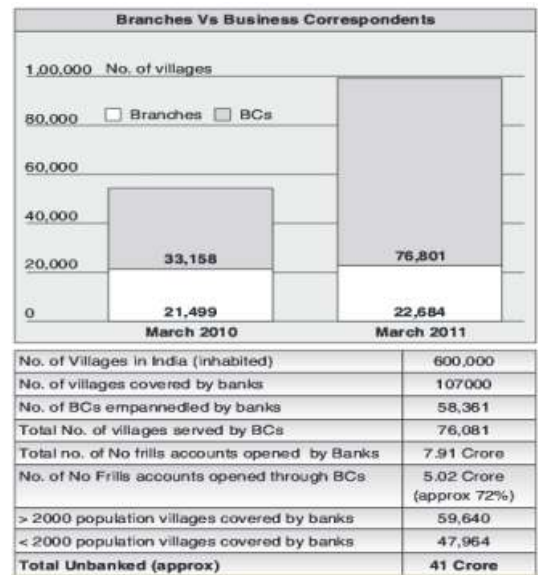 Branches Vs Business Correspondents
1,00,000 No. of villages
80,000 Branches BCs
60,000
40,000
20,000 33,158 76,801
0 21,499 22,684
March 2010 March 2011
No. of Villages in India (inhabited) 600,000
No. of villages covered by banks 107000
No. of BCs empannedled by banks 58,361
Total No. of villages served by BCs 76,081
Total no. of No frills accounts opened by Banks 7.91 Crore
No. of No Frills accounts opened through BCs 5.02 Crore
(approx 72%)
> 2000 population villages covered by banks 59,640
< 2000 population villages covered by banks 47,964
Total Unbanked (approx) 41 Crore